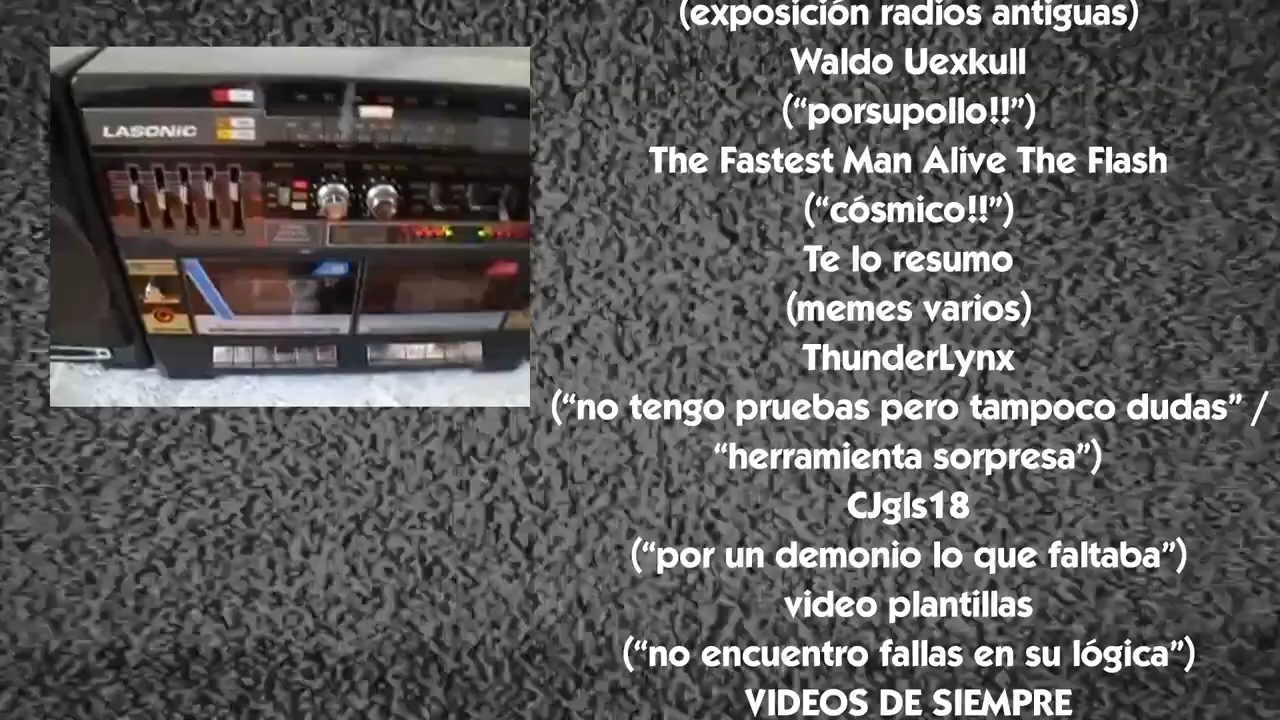 LASONIC
(exposición radios antiguas)
Waldo Uexkull
(“porsupollo!!”)
The Fastest Man Alive The Flash
(“cósmico!!”)
Te lo resumo
(memes varios)
ThunderLynx
(“no tengo pruebas pero tampoco dudas” /
“herramienta sorpresa”)
CJgls18
(“por un demonio lo que faltaba”)
video plantillas
(“no encuentro fallas en su lógica”)
VIDEOS DE SIEMPRE